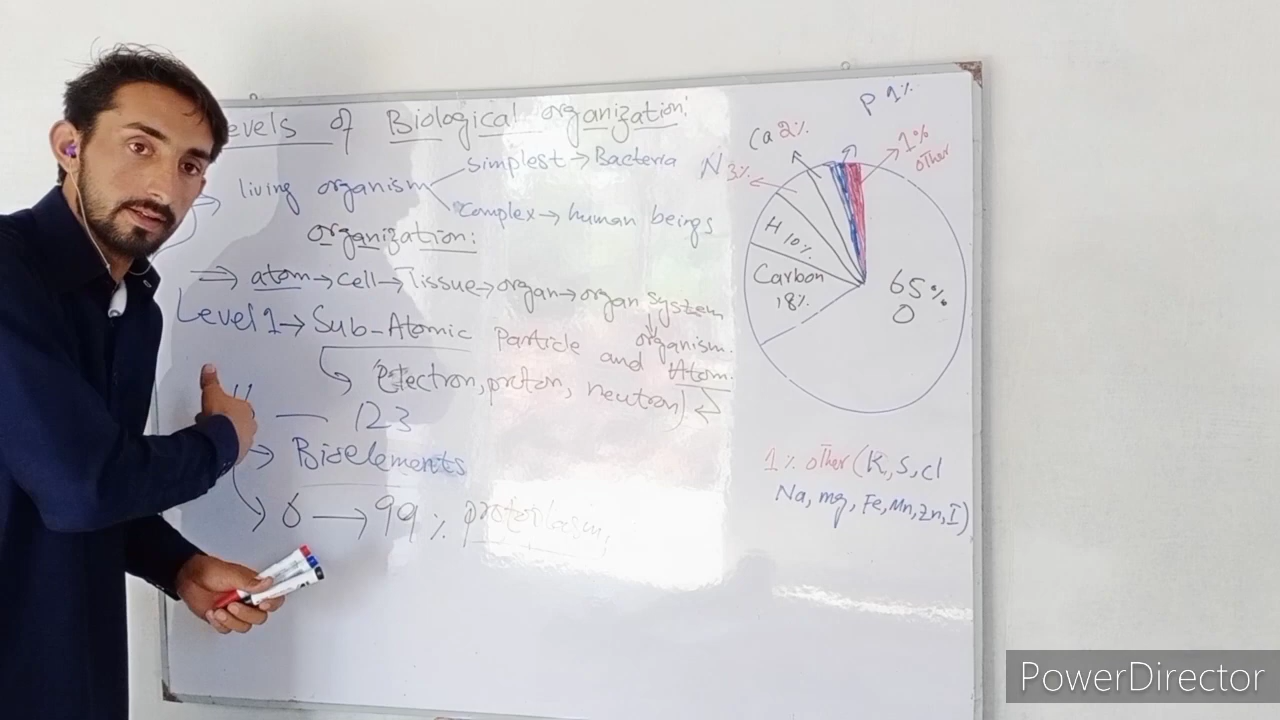 evels of Biological organization:
living organism
simplest → Bacteria
complex → human beings
organization:
⇒ atom → cell → Tissue → organ → organ system
↓
organism.
Level 1 → Sub-Atomic Particle and Atom.
(electron, proton, neutron)
— 123
→ Bioelements
→ 6 → 99% protoplasm,
P 1%
Ca 2%
1% other
N 3%
H 10%
Carbon
18%
65%
O
1% other (K, S, cl
Na, mg, Fe, Mn, Zn, I)
PowerDirector